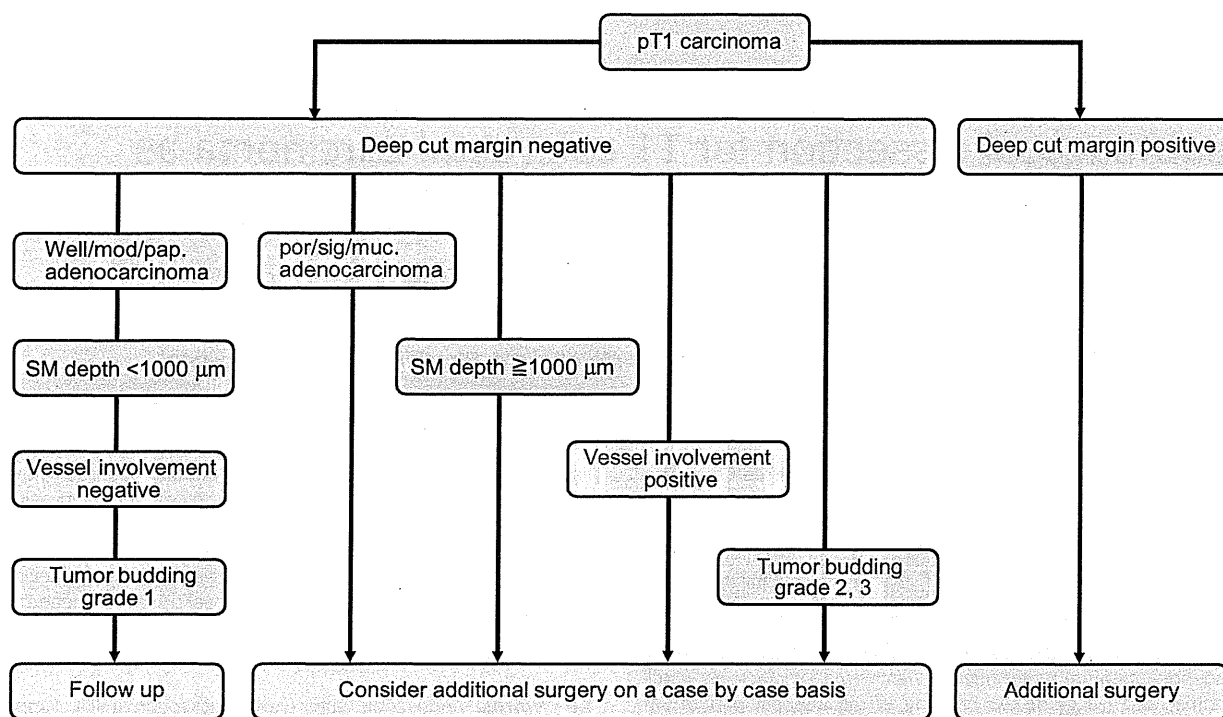 pT1 carcinoma
Deep cut margin negative
Deep cut margin positive
Well/mod/pap.
adenocarcinoma
por/sig/muc.
adenocarcinoma
SM depth <1000 μm
SM depth ≧1000 μm
Vessel involvement
negative
Vessel involvement
positive
Tumor budding
grade 1
Tumor budding
grade 2, 3
Follow up
Consider additional surgery on a case by case basis
Additional surgery